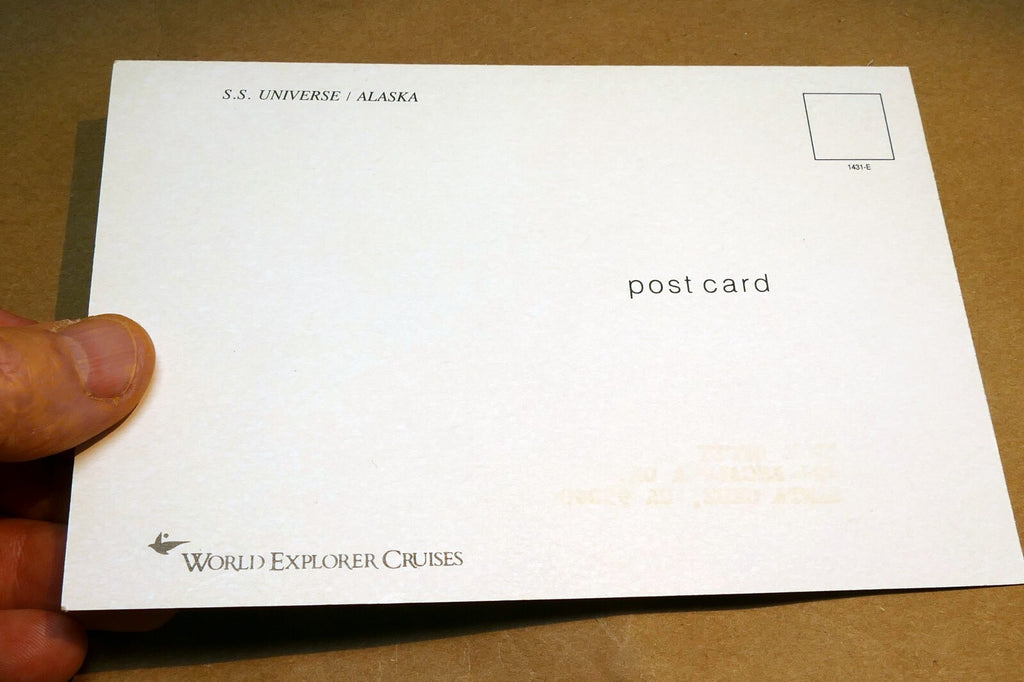 S.S. UNIVERSE / ALASKA
1431-E
post card
WORLD EXPLORER CRUISES